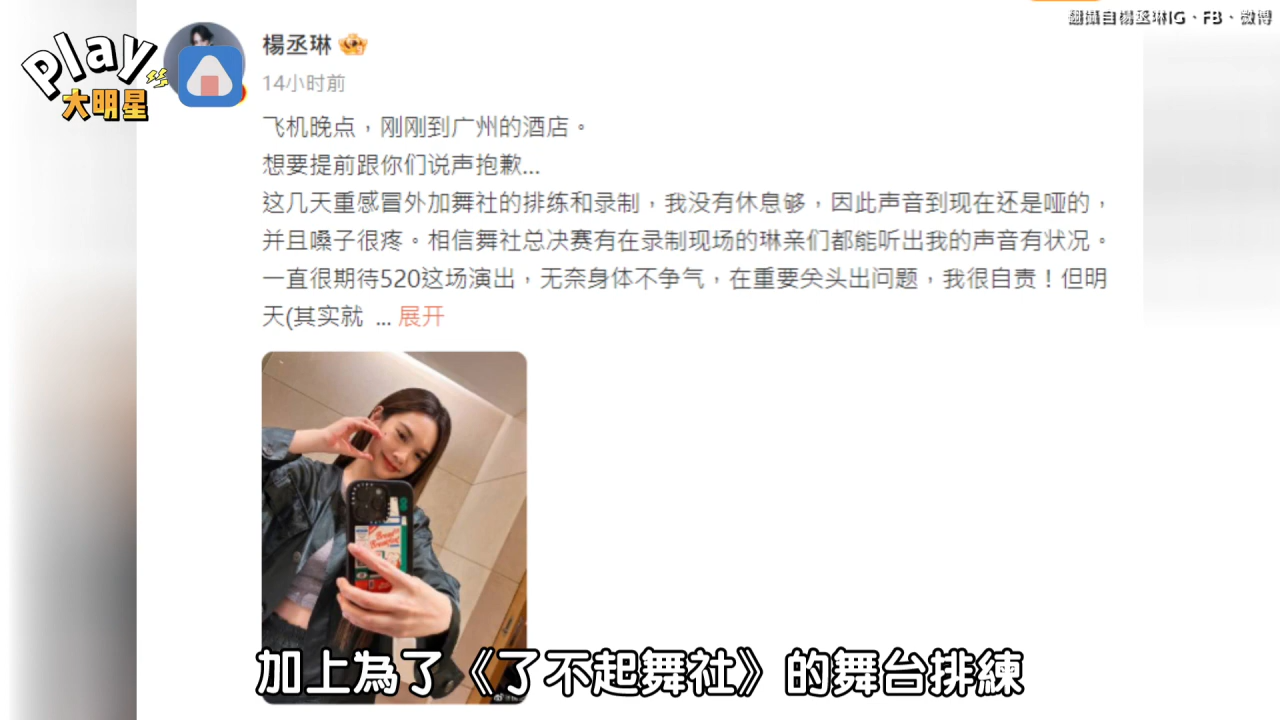 翻攝自楊丞琳IG、FB、微博
Play
大明星
楊丞琳
14小时前
飞机晚点，刚刚到广州的酒店。
想要提前跟你们说声抱歉...
这几天重感冒外加舞社的排练和录制，我没有休息够，因此声音到现在还是哑的，
并且嗓子很疼。相信舞社总决赛有在录制现场的琳亲们都能听出我的声音有状况。
一直很期待520这场演出，无奈身体不争气，在重要关头出问题，我很自责！但明
天(其实就 ... 展开
加上為了《了不起舞社》的舞台排練